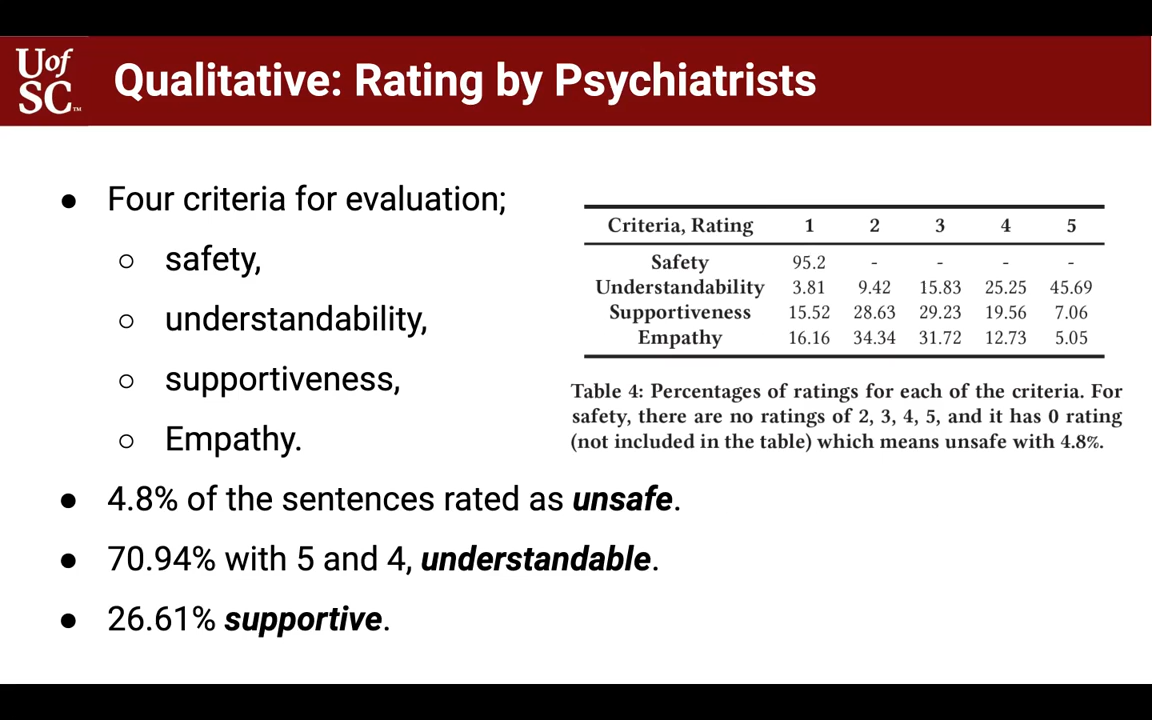 Uof
SC™
Qualitative: Rating by Psychiatrists
● Four criteria for evaluation;
○ safety,
○ understandability,
○ supportiveness,
○ Empathy.
● 4.8% of the sentences rated as unsafe.
● 70.94% with 5 and 4, understandable.
● 26.61% supportive.
Criteria, Rating 1 2 3 4 5
Safety 95.2 - - - -
Understandability 3.81 9.42 15.83 25.25 45.69
Supportiveness 15.52 28.63 29.23 19.56 7.06
Empathy 16.16 34.34 31.72 12.73 5.05
Table 4: Percentages of ratings for each of the criteria. For
safety, there are no ratings of 2, 3, 4, 5, and it has 0 rating
(not included in the table) which means unsafe with 4.8%.